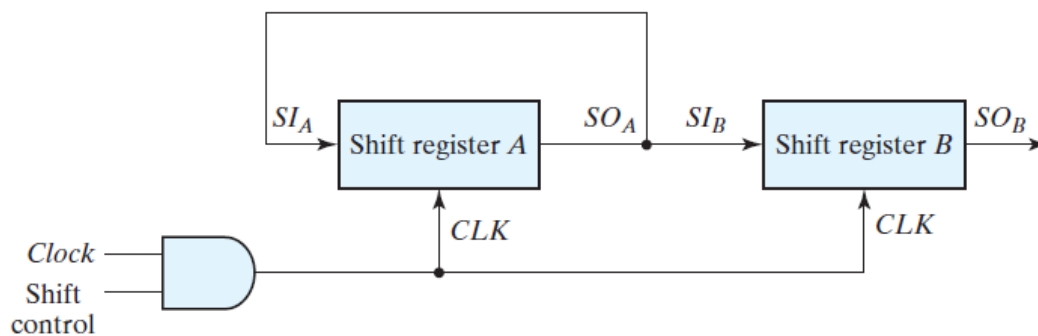 SI_A
Shift register A
SO_A
SI_B
Shift register B
SO_B
CLK
CLK
Clock
Shift
control